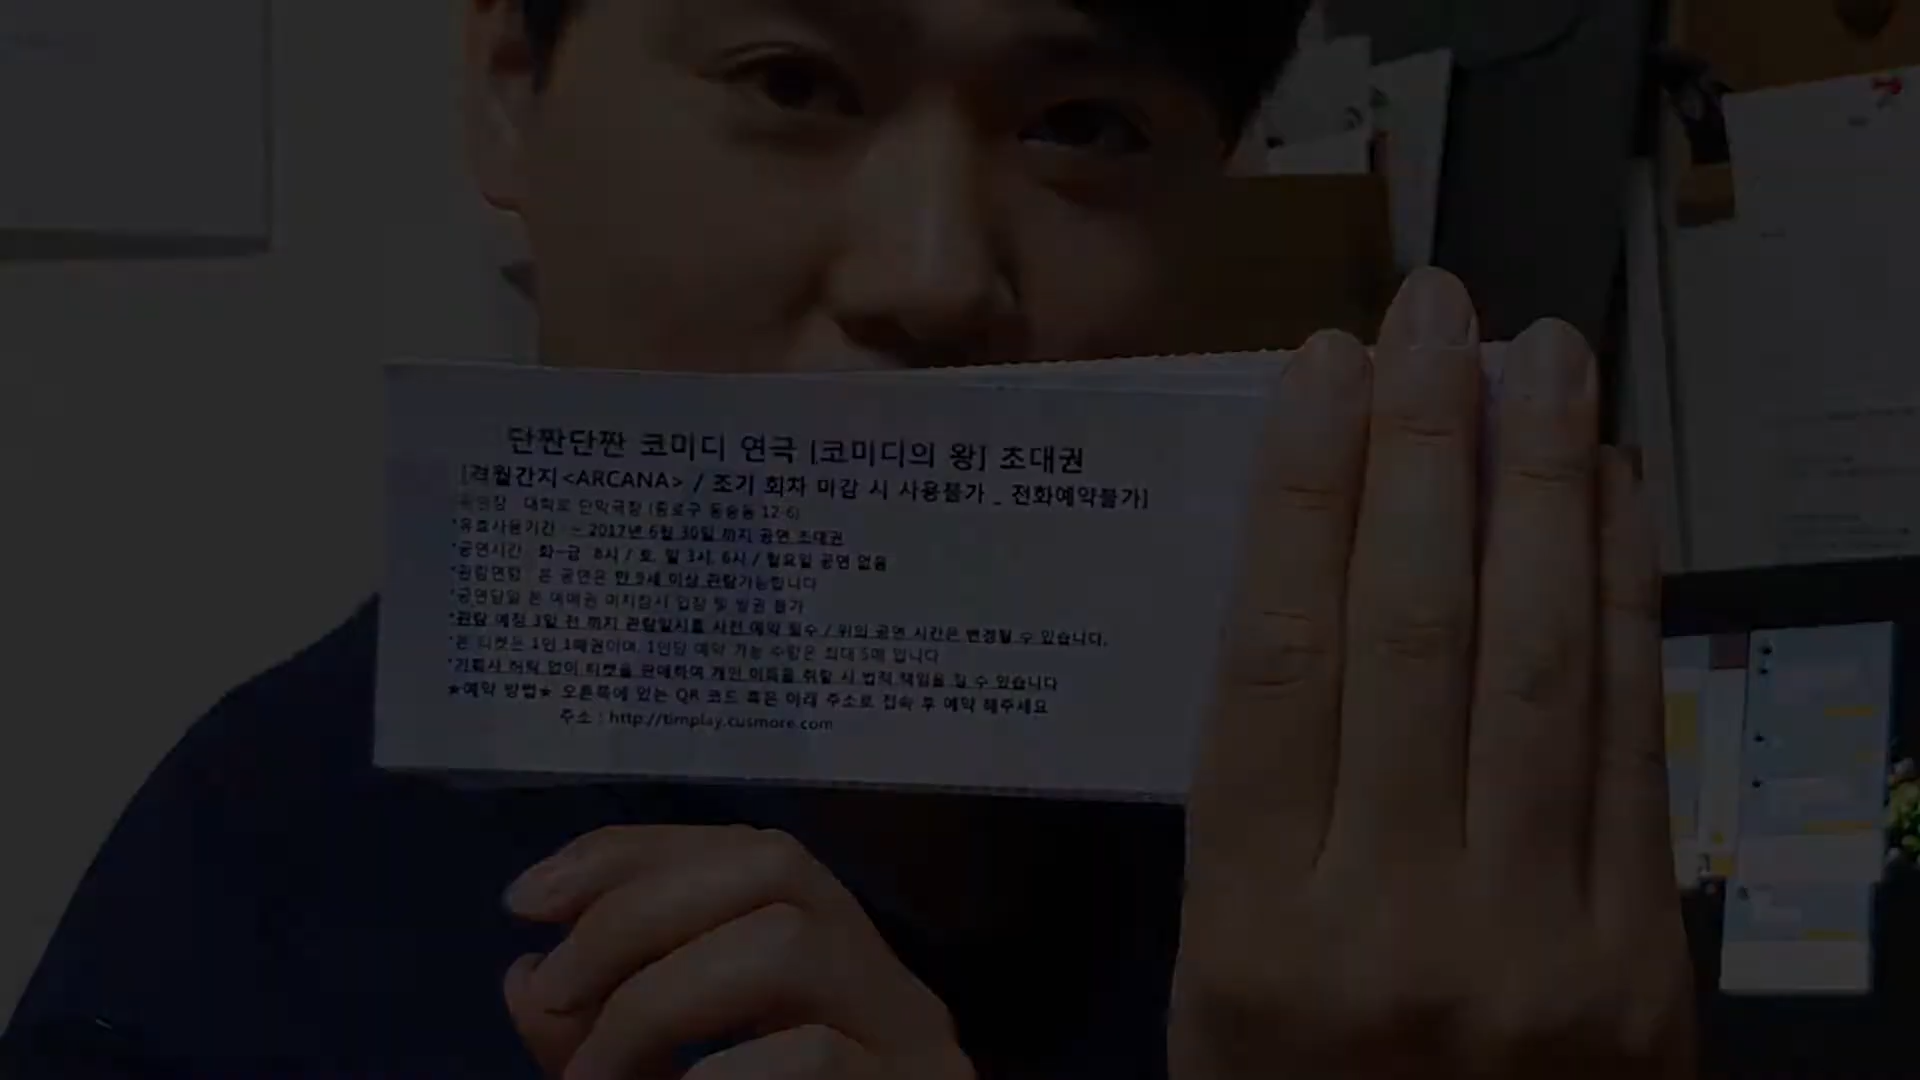 단짠단짠 코미디 연극 [코미디의 왕] 초대권
[격월간지<ARCANA> / 조기 회차 마감 시 사용불가 _ 전화예약불가]
공연장 : 대학로 단막극장 (종로구 동숭동 12-6)
*유효사용기간 : ~ 2017년 6월 30일 까지 공연 초대권
*공연시간 : 화~금 8시 / 토, 일 3시, 6시 / 월요일 공연 없음
*관람연령 : 본 공연은 만 9세 이상 관람가능합니다
*공연당일 본 예매권 미지참시 입장 및 발권 불가
*관람 예정 3일 전 까지 관람일시를 사전 예약 필수 / 위의 공연 시간은 변경될 수 있습니다.
*본 티켓은 1인 1매권이며, 1인당 예약 가능 수량은 최대 5매 입니다
*기획사 허락 없이 티켓을 판매하여 개인 이득을 취할 시 법적 책임을 질 수 있습니다
★예약 방법★ 오른쪽에 있는 QR 코드 혹은 아래 주소로 접속 후 예약 해주세요
주소 : http://timplay.cusmore.com